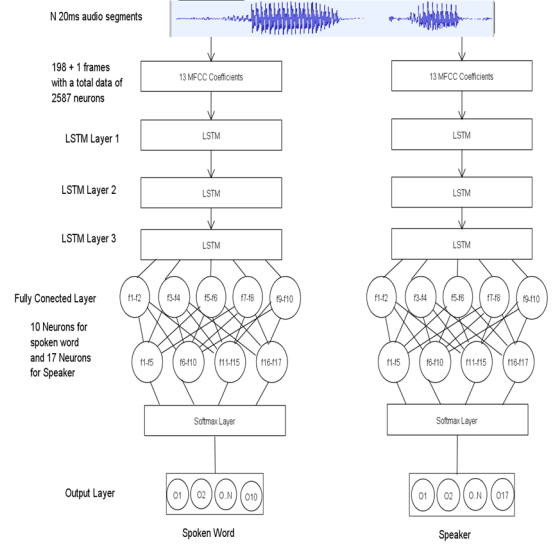 N 20ms audio segments
198 + 1 frames
with a total data of
2587 neurons
13 MFCC Coefficients
13 MFCC Coefficients
LSTM Layer 1
LSTM
LSTM
LSTM Layer 2
LSTM
LSTM
LSTM Layer 3
LSTM
LSTM
Fully Conected Layer
f1-f2
f3-f4
f5-f6
f7-f8
f9-f10
f1-f2
f3-f4
f5-f6
f7-f8
f9-f10
10 Neurons for
spoken word
and 17 Neurons
for Speaker
f1-f5
f6-f10
f11-f15
f16-f17
f1-f5
f6-f10
f11-f15
f16-f17
Softmax Layer
Softmax Layer
Output Layer
O1
O2
O..N
O10
O1
O2
O..N
O17
Spoken Word
Speaker